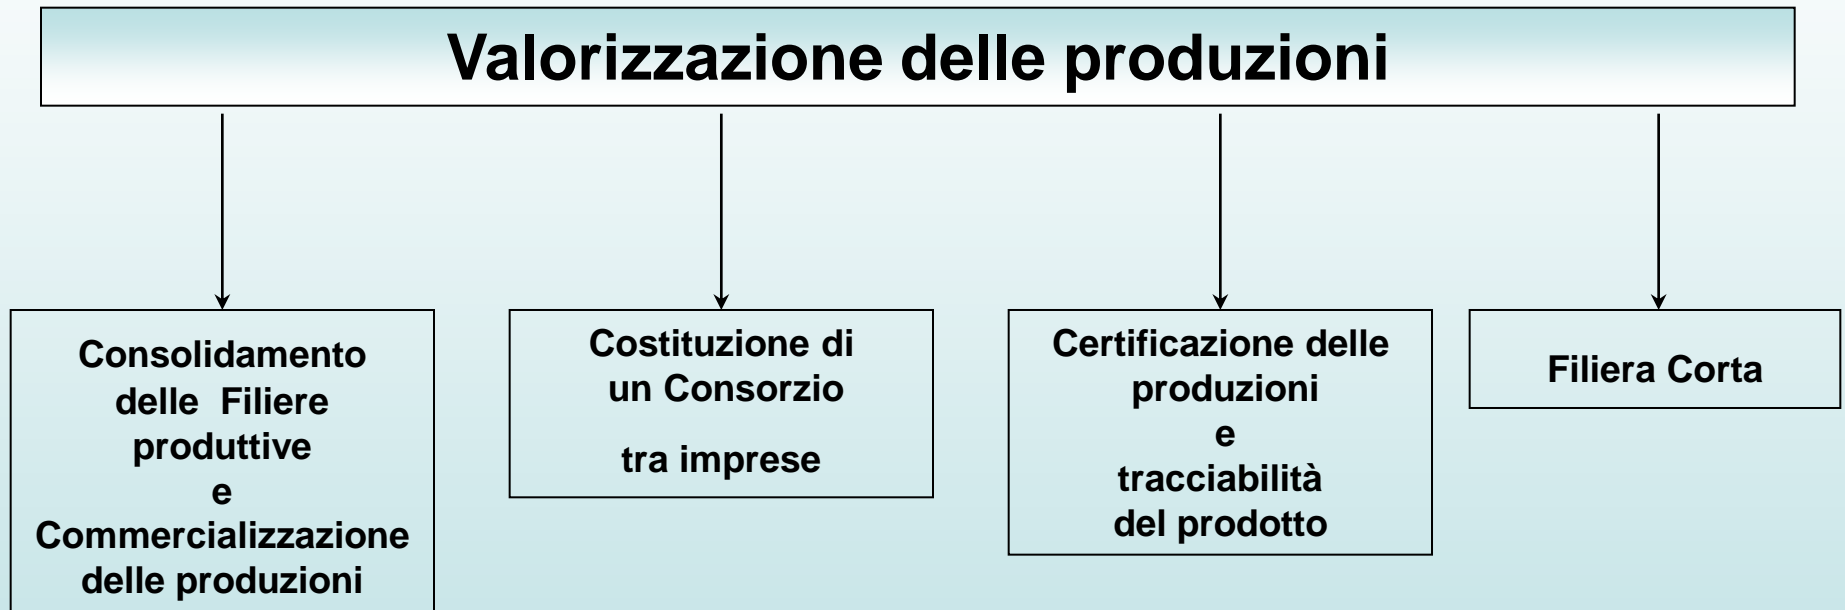 Valorizzazione delle produzioni
Consolidamento
delle Filiere
produttive
e
Commercializzazione
delle produzioni
Costituzione di
un Consorzio
tra imprese
Certificazione delle
produzioni
e
tracciabilità
del prodotto
Filiera Corta